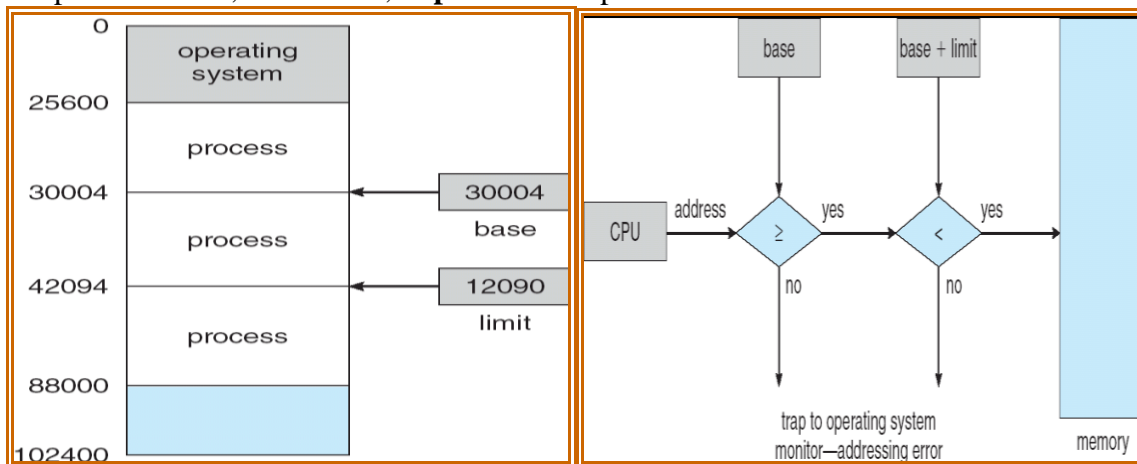 0
operating
system
25600
process
30004
30004
base
process
42094
12090
limit
process
88000
102400
base
base + limit
CPU
address
≥
yes
<
yes
no
no
trap to operating system
monitor—addressing error
memory